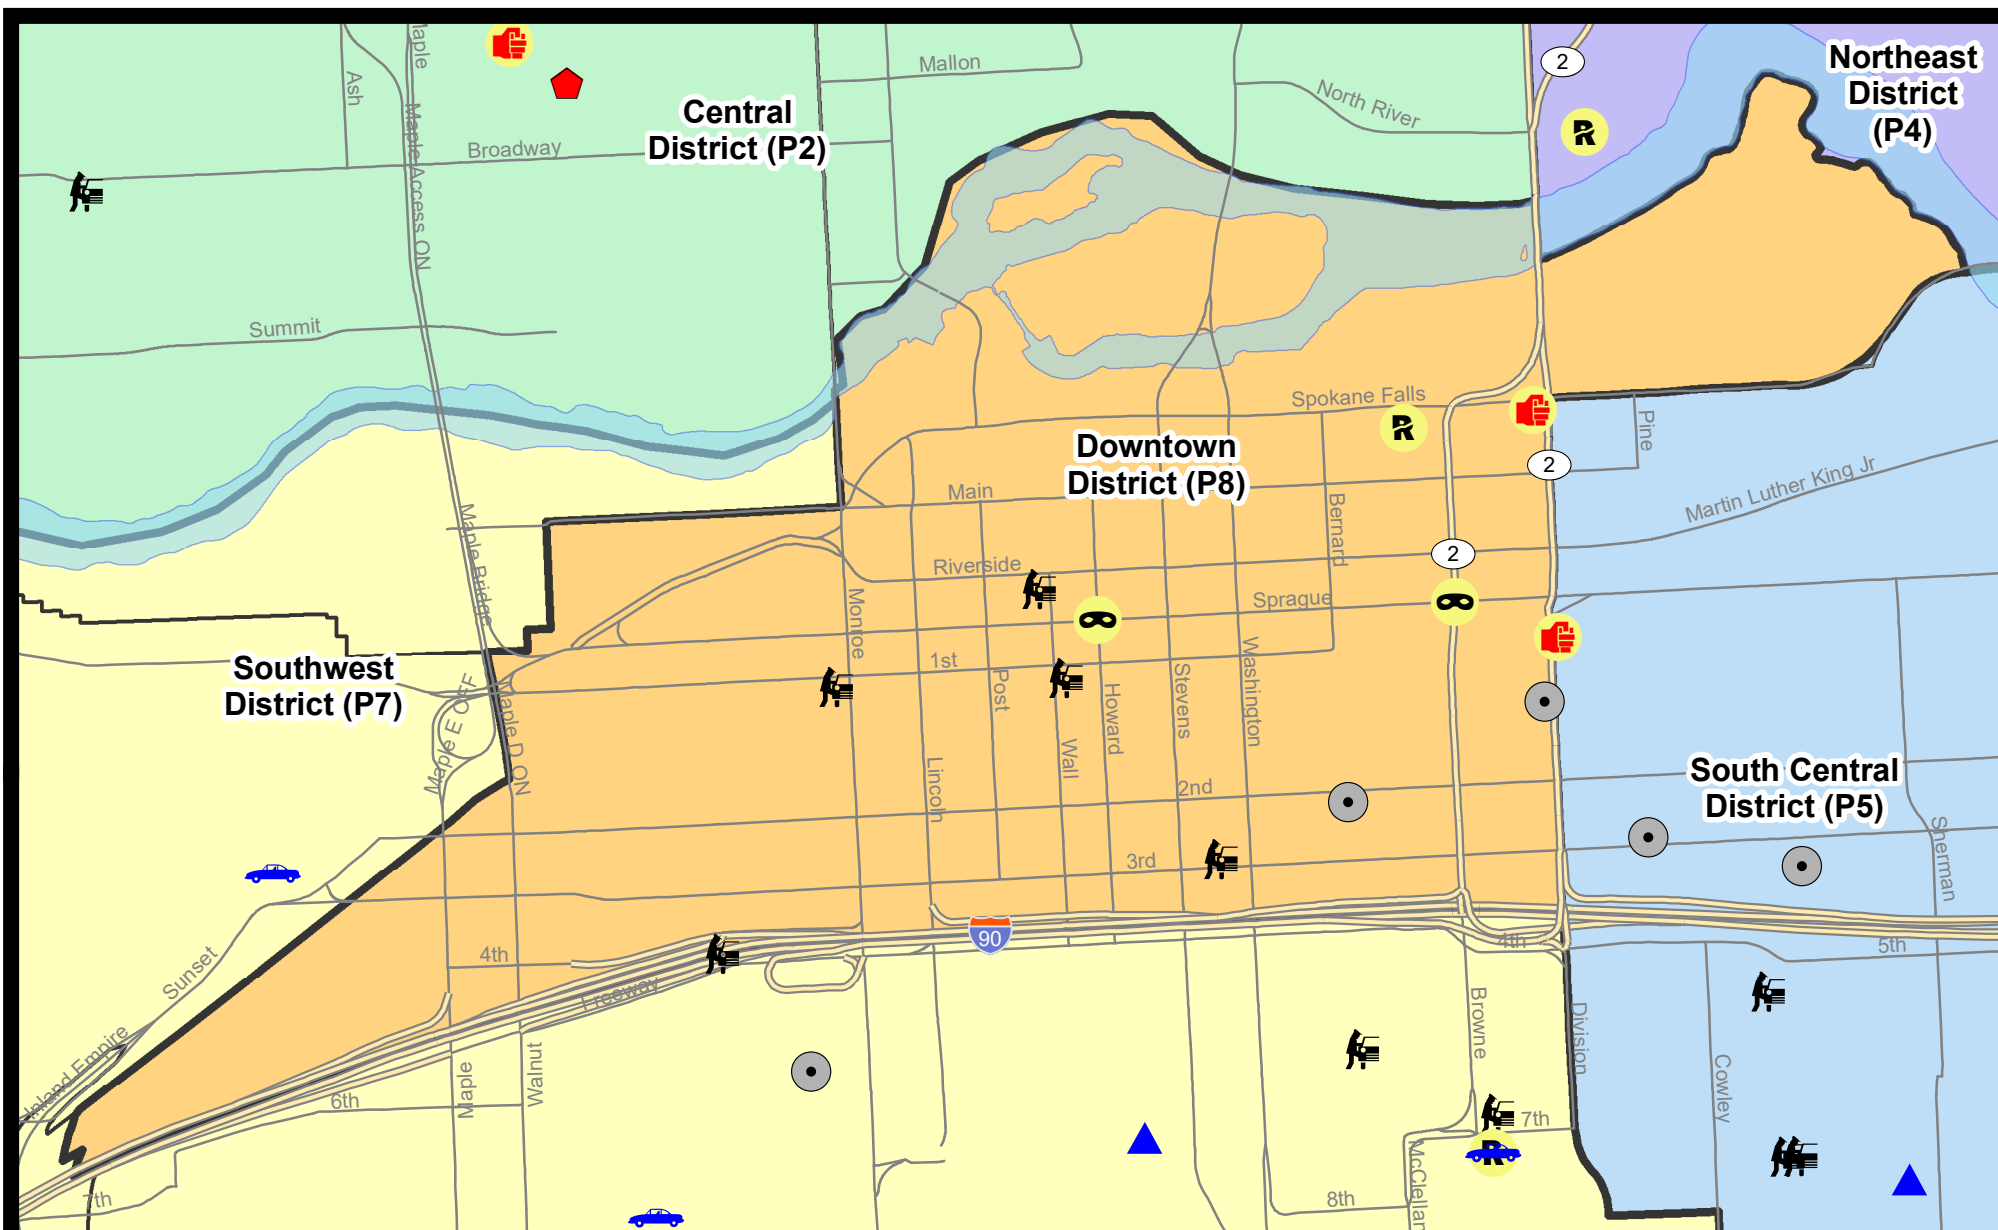 Maple
Ash
Maple Access ON
Mallon
North River
2
Northeast
District
(P4)
Central
District (P2)
Broadway
Summit
Spokane Falls
Pine
Downtown
District (P8)
2
Main
Martin Luther King Jr
Bernard
Maple Bridge
2
Riverside
Monroe
Sprague
1st
Southwest
District (P7)
Post
Howard
Stevens
Washington
Maple E OFF
Maple D ON
Wall
Lincoln
2nd
South Central
District (P5)
Sherman
3rd
90
4th
4th
5th
Sunset
Freeway
Browne
Division
Inland Empire
Maple
Walnut
6th
Cowley
7th
R
R
R
McClellan
7th
8th